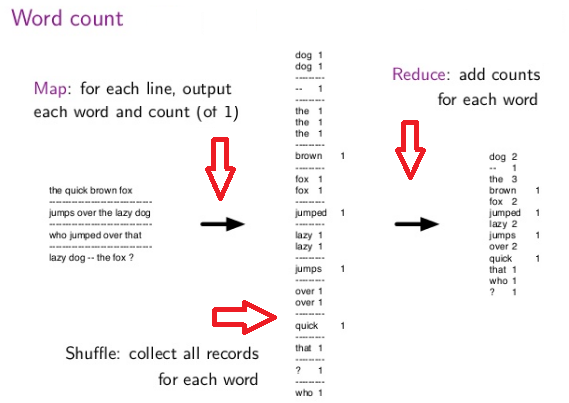 Word count
Map: for each line, output
each word and count (of 1)
the quick brown fox
------------------------------
jumps over the lazy dog
------------------------------
who jumped over that
------------------------------
lazy dog -- the fox ?
Shuffle: collect all records
for each word
dog 1
dog 1
---------
-- 1
---------
the 1
the 1
the 1
---------
brown 1
---------
fox 1
fox 1
---------
jumped 1
---------
lazy 1
lazy 1
---------
jumps 1
---------
over 1
over 1
---------
quick 1
---------
that 1
---------
? 1
---------
who 1
Reduce: add counts
for each word
dog 2
-- 1
the 3
brown 1
fox 2
jumped 1
lazy 2
jumps 1
over 2
quick 1
that 1
who 1
? 1